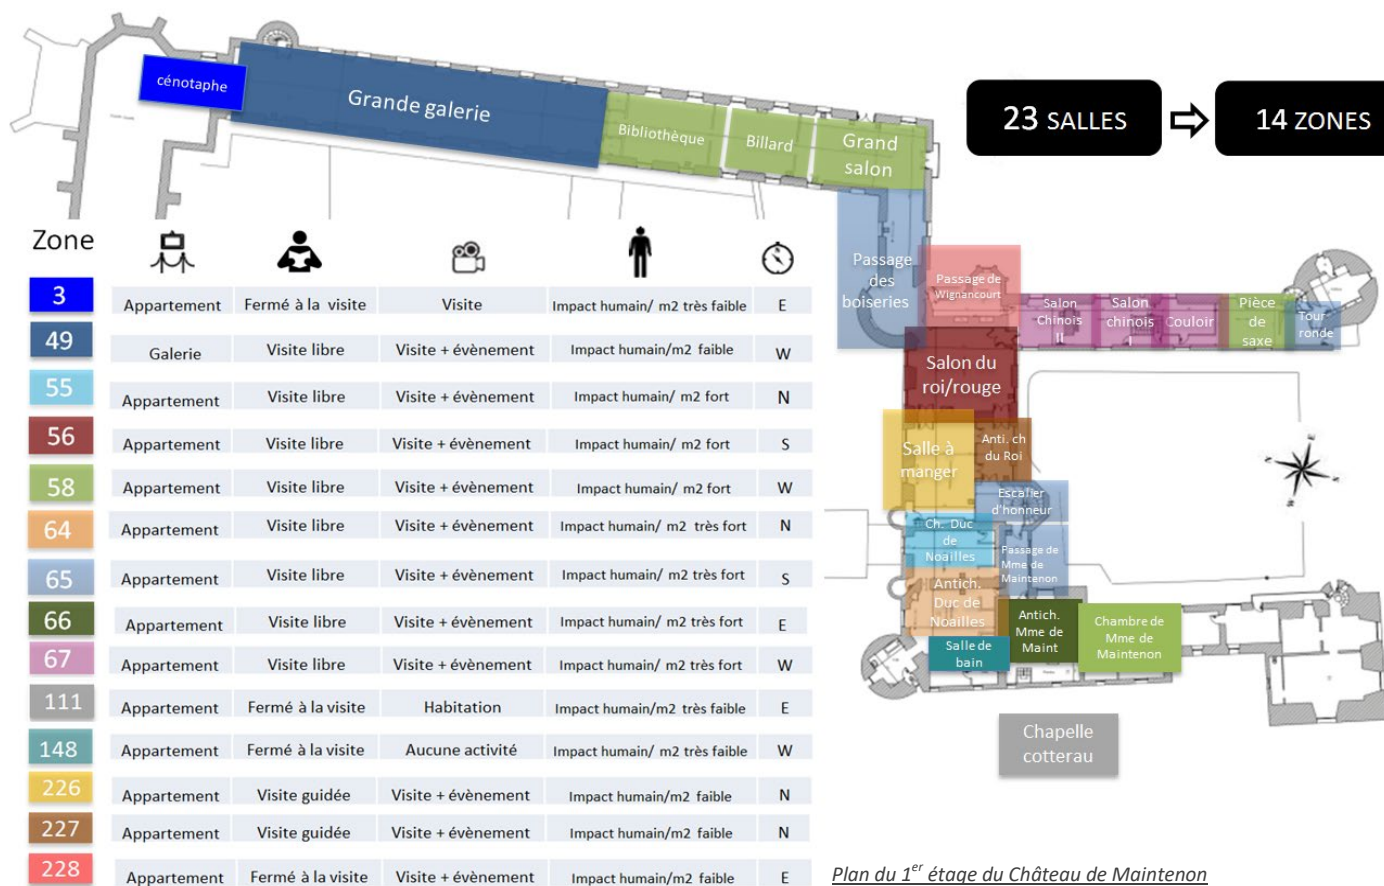 cénotaphe
Grande galerie
Bibliothèque
Billard
Grand
salon
23 SALLES
14 ZONES
Passage
des
boiseries
Passage de
Wignancourt
Salon
Chinois
II
Salon
chinois
I
Couloir
Pièce
de
saxe
Tour
ronde
Salon du
roi/rouge
Salle à
manger
Anti. ch
du Roi
Escalier
d'honneur
Ch. Duc
de
Noailles
Passage de
Mme de
Maintenon
Antich.
Duc de
Noailles
Antich.
Mme de
Maint
Chambre de
Mme de
Maintenon
Salle de
bain
Chapelle
cotterau
Zone
3 Appartement Fermé à la visite Visite Impact humain/ m2 très faible E
49 Galerie Visite libre Visite + évènement Impact humain/m2 faible W
55 Appartement Visite libre Visite + évènement Impact humain/ m2 fort N
56 Appartement Visite libre Visite + évènement Impact humain/ m2 fort S
58 Appartement Visite libre Visite + évènement Impact humain/ m2 fort W
64 Appartement Visite libre Visite + évènement Impact humain/ m2 très fort N
65 Appartement Visite libre Visite + évènement Impact humain/ m2 très fort S
66 Appartement Visite libre Visite + évènement Impact humain/ m2 très fort E
67 Appartement Visite libre Visite + évènement Impact humain/ m2 très fort W
111 Appartement Fermé à la visite Habitation Impact humain/m2 très faible E
148 Appartement Fermé à la visite Aucune activité Impact humain/ m2 très faible W
226 Appartement Visite guidée Visite + évènement Impact humain/m2 faible N
227 Appartement Visite guidée Visite + évènement Impact humain/m2 faible N
228 Appartement Fermé à la visite Visite + évènement Impact humain/m2 faible E
Plan du 1er étage du Château de Maintenon